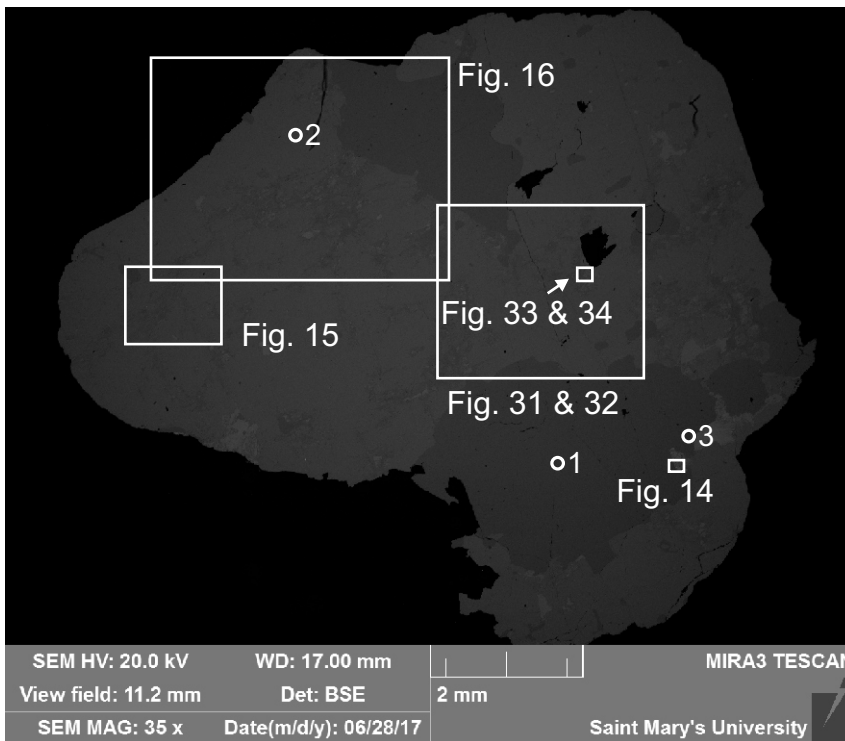 Fig. 16
2
Fig. 33 & 34
Fig. 15
Fig. 31 & 32
3
1
Fig. 14
SEM HV: 20.0 kV WD: 17.00 mm MIRA3 TESCAN
View field: 11.2 mm Det: BSE 2 mm
SEM MAG: 35 x Date(m/d/y): 06/28/17 Saint Mary's University